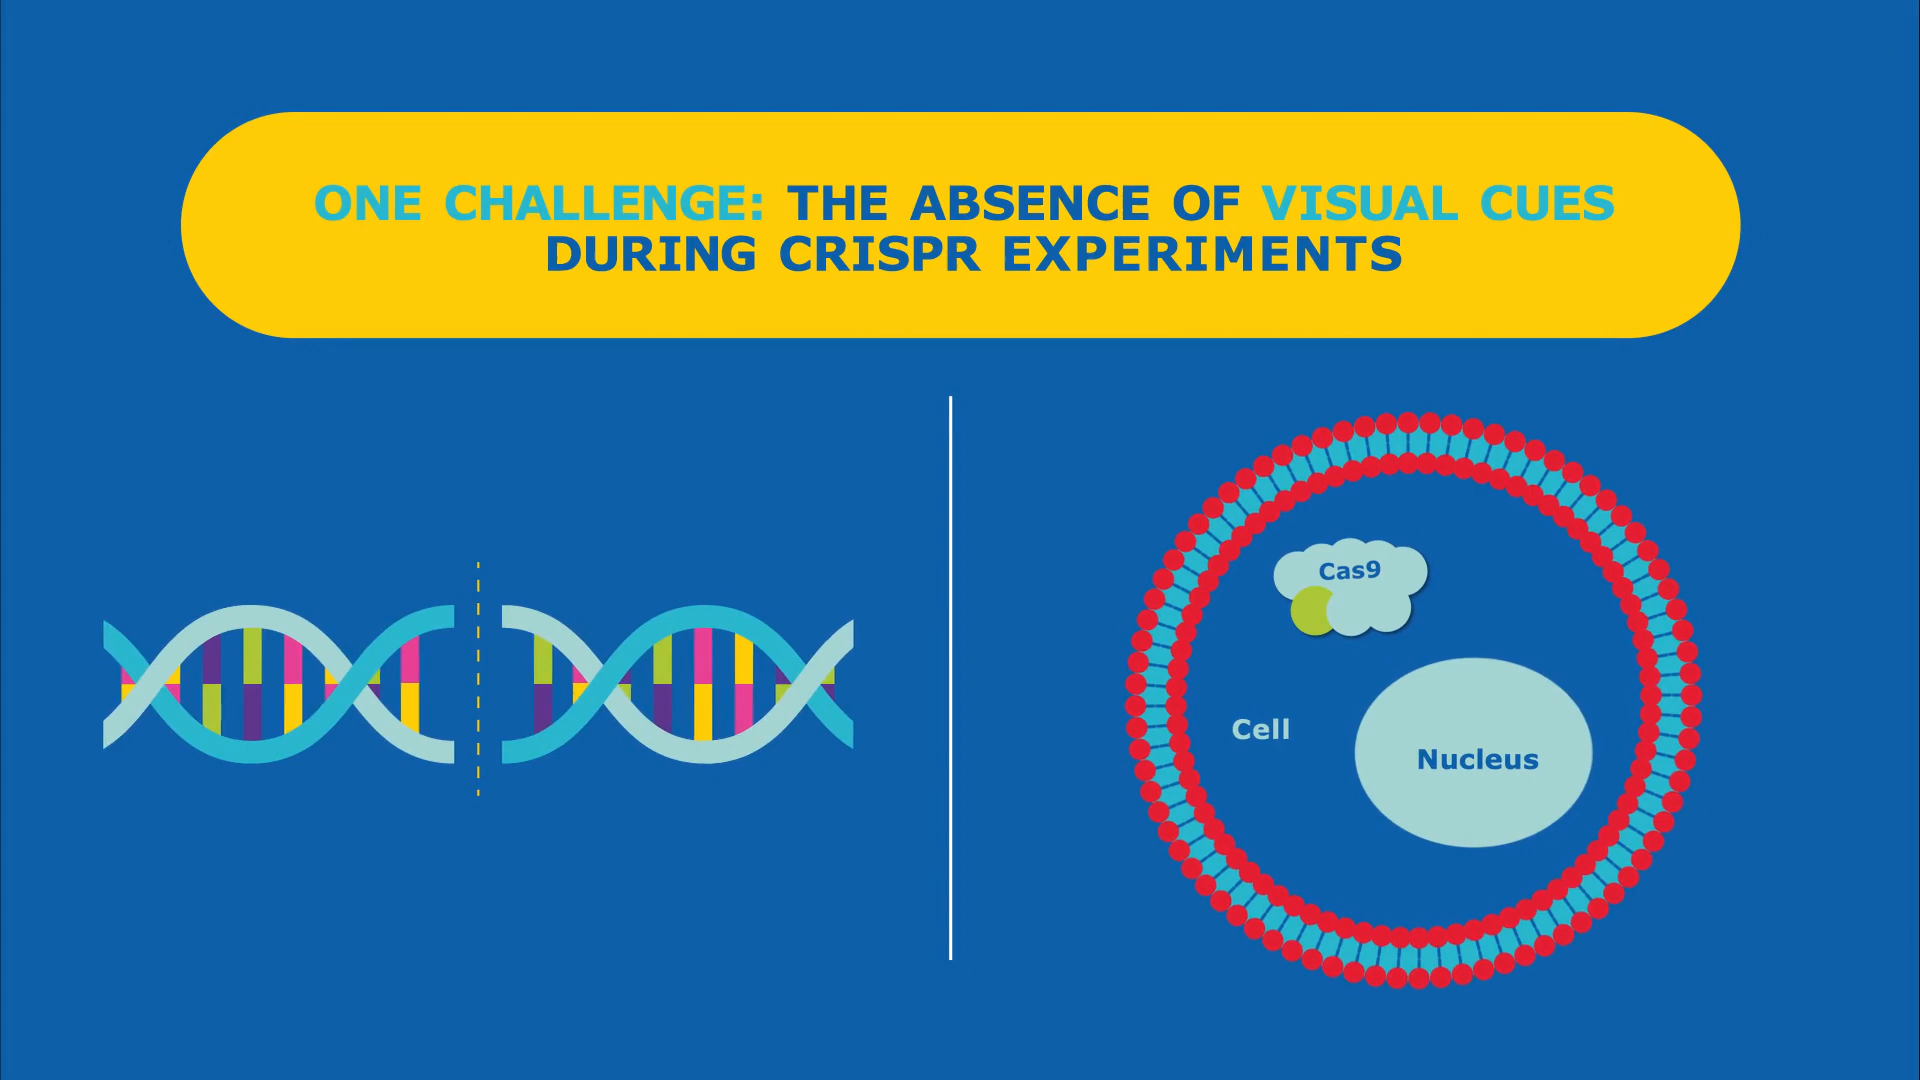 ONE CHALLENGE: THE ABSENCE OF VISUAL CUES
DURING CRISPR EXPERIMENTS
Cas9
Cell
Nucleus